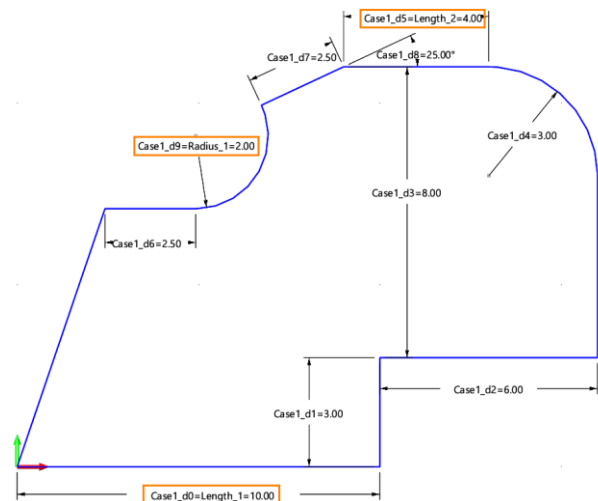 Case1_d5=Length_2=4.00
Case1_d7=2.50
Case1_d8=25.00°
Case1_d4=3.00
Case1_d9=Radius_1=2.00
Case1_d3=8.00
Case1_d6=2.50
Case1_d2=6.00
Case1_d1=3.00
Case1_d0=Length_1=10.00